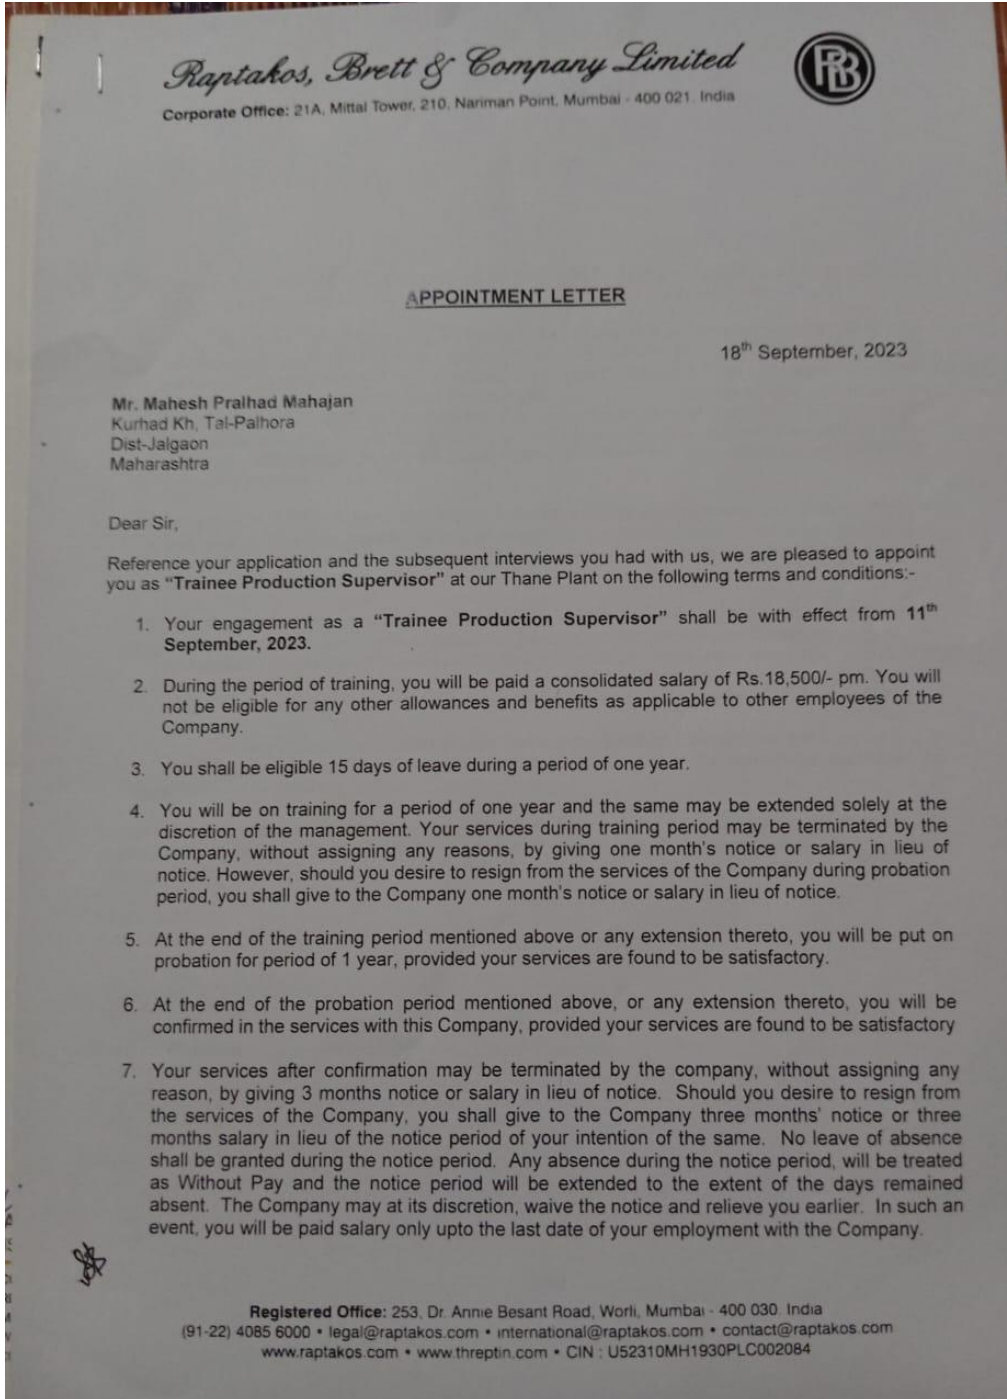 Raptakos, Brett & Company Limited
RB
Corporate Office: 21A, Mittal Tower, 210, Nariman Point, Mumbai - 400 021. India
APPOINTMENT LETTER
18th September, 2023
Mr. Mahesh Pralhad Mahajan
Kurhad Kh, Tal-Palhora
Dist-Jalgaon
Maharashtra
Dear Sir,
Reference your application and the subsequent interviews you had with us, we are pleased to appoint
you as “Trainee Production Supervisor” at our Thane Plant on the following terms and conditions:-
1. Your engagement as a “Trainee Production Supervisor” shall be with effect from 11th
September, 2023.
2. During the period of training, you will be paid a consolidated salary of Rs.18,500/- pm. You will
not be eligible for any other allowances and benefits as applicable to other employees of the
Company.
3. You shall be eligible 15 days of leave during a period of one year.
4. You will be on training for a period of one year and the same may be extended solely at the
discretion of the management. Your services during training period may be terminated by the
Company, without assigning any reasons, by giving one month's notice or salary in lieu of
notice. However, should you desire to resign from the services of the Company during probation
period, you shall give to the Company one month's notice or salary in lieu of notice.
5. At the end of the training period mentioned above or any extension thereto, you will be put on
probation for period of 1 year, provided your services are found to be satisfactory.
6. At the end of the probation period mentioned above, or any extension thereto, you will be
confirmed in the services with this Company, provided your services are found to be satisfactory
7. Your services after confirmation may be terminated by the company, without assigning any
reason, by giving 3 months notice or salary in lieu of notice. Should you desire to resign from
the services of the Company, you shall give to the Company three months' notice or three
months salary in lieu of the notice period of your intention of the same. No leave of absence
shall be granted during the notice period. Any absence during the notice period, will be treated
as Without Pay and the notice period will be extended to the extent of the days remained
absent. The Company may at its discretion, waive the notice and relieve you earlier. In such an
event, you will be paid salary only upto the last date of your employment with the Company.
Registered Office: 253, Dr. Annie Besant Road, Worli, Mumbai - 400 030. India
(91-22) 4085 6000 • legal@raptakos.com • international@raptakos.com • contact@raptakos.com
www.raptakos.com • www.threptin.com • CIN : U52310MH1930PLC002084